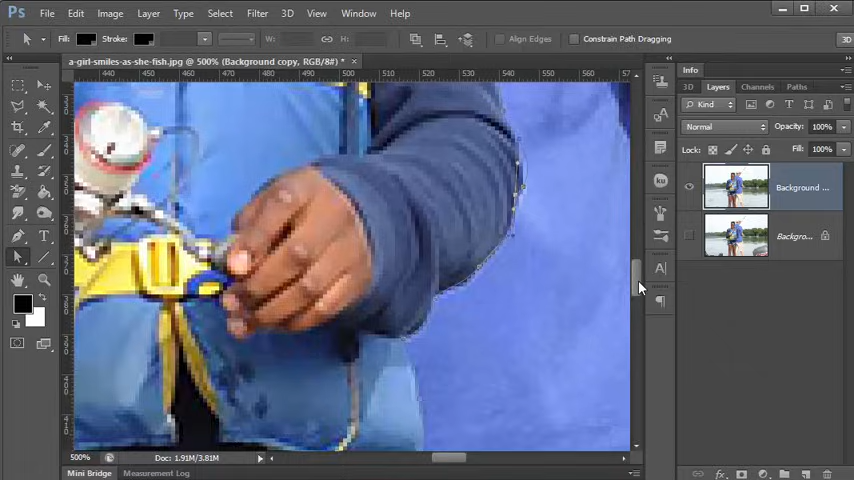 Ps File Edit Image Layer Type Select Filter 3D View Window Help
Fill: Stroke: W: H: Align Edges Constrain Path Dragging 3D
a-girl-smiles-as-she-fish.jpg @ 500% (Background copy, RGB/8#) * ×
Info
440 460 470 480 490 500 510 520 530 540 550 560 57
3D Layers Channels Paths
Kind
Normal Opacity: 100%
Lock: Fill: 100%
Background ...
Backgro...
500% Doc: 1.91M/3.81M
Mini Bridge Measurement Log